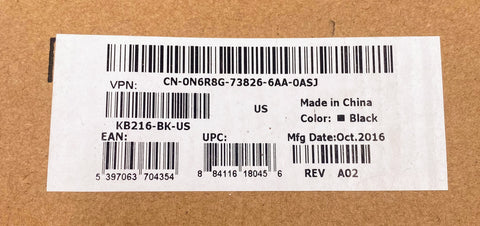 CN-0N6R8G-73826-6AA-0ASJ
VPN:
KB216-BK-US
US
Made in China
Color: ■ Black
EAN:
5 397063 704354
UPC:
8 84116 18045 6
Mfg Date:Oct.2016
REV A02